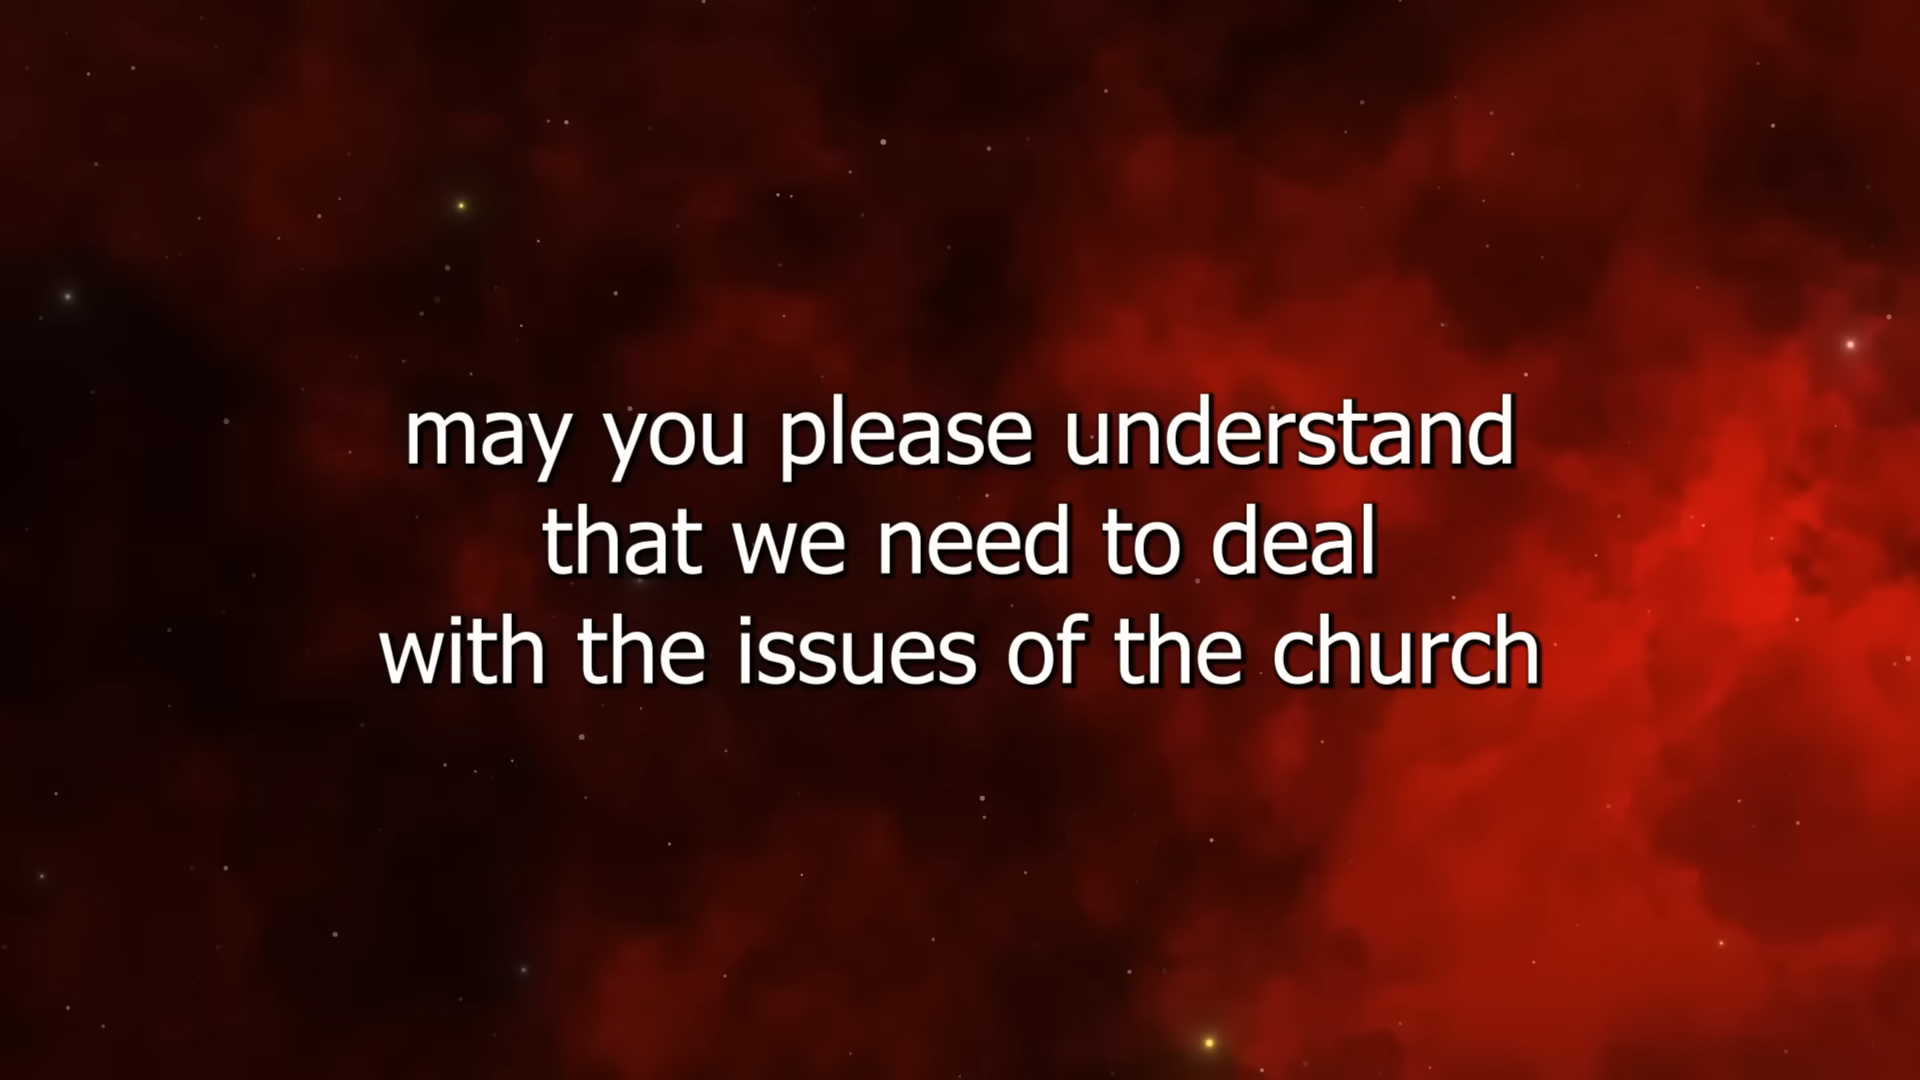 may you please understand
that we need to deal
with the issues of the church